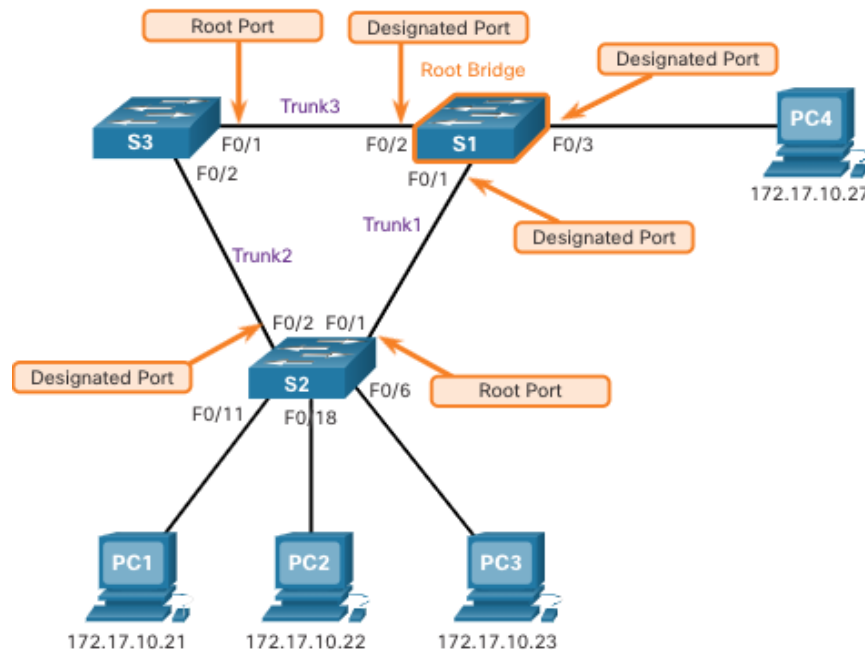 Root Port
Designated Port
Root Bridge
Designated Port
Trunk3
S3
F0/1
F0/2
S1
F0/3
PC4
F0/2
F0/1
172.17.10.27
Trunk1
Designated Port
Trunk2
F0/2
F0/1
Designated Port
S2
F0/6
Root Port
F0/11
F0/18
PC1
PC2
PC3
172.17.10.21
172.17.10.22
172.17.10.23